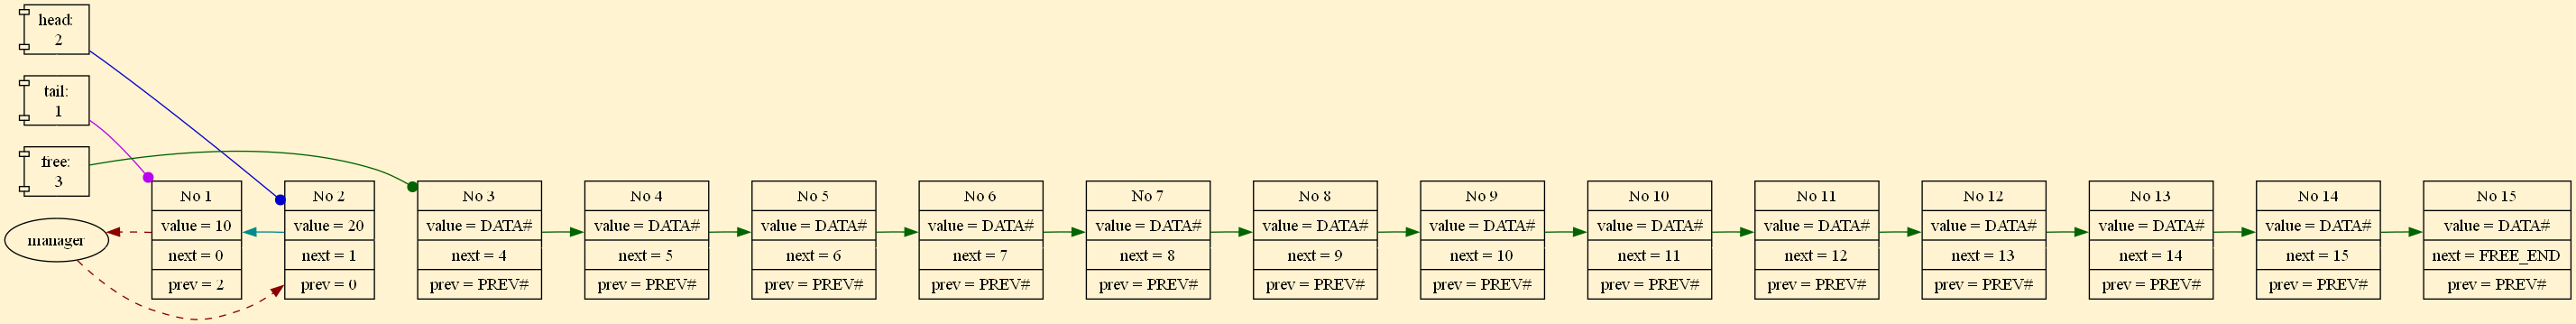 head:
2
tail:
1
free:
3
manager
No 1
value = 10
next = 0
prev = 2
No 2
value = 20
next = 1
prev = 0
No 3
value = DATA#
next = 4
prev = PREV#
No 4
value = DATA#
next = 5
prev = PREV#
No 5
value = DATA#
next = 6
prev = PREV#
No 6
value = DATA#
next = 7
prev = PREV#
No 7
value = DATA#
next = 8
prev = PREV#
No 8
value = DATA#
next = 9
prev = PREV#
No 9
value = DATA#
next = 10
prev = PREV#
No 10
value = DATA#
next = 11
prev = PREV#
No 11
value = DATA#
next = 12
prev = PREV#
No 12
value = DATA#
next = 13
prev = PREV#
No 13
value = DATA#
next = 14
prev = PREV#
No 14
value = DATA#
next = 15
prev = PREV#
No 15
value = DATA#
next = FREE_END
prev = PREV#